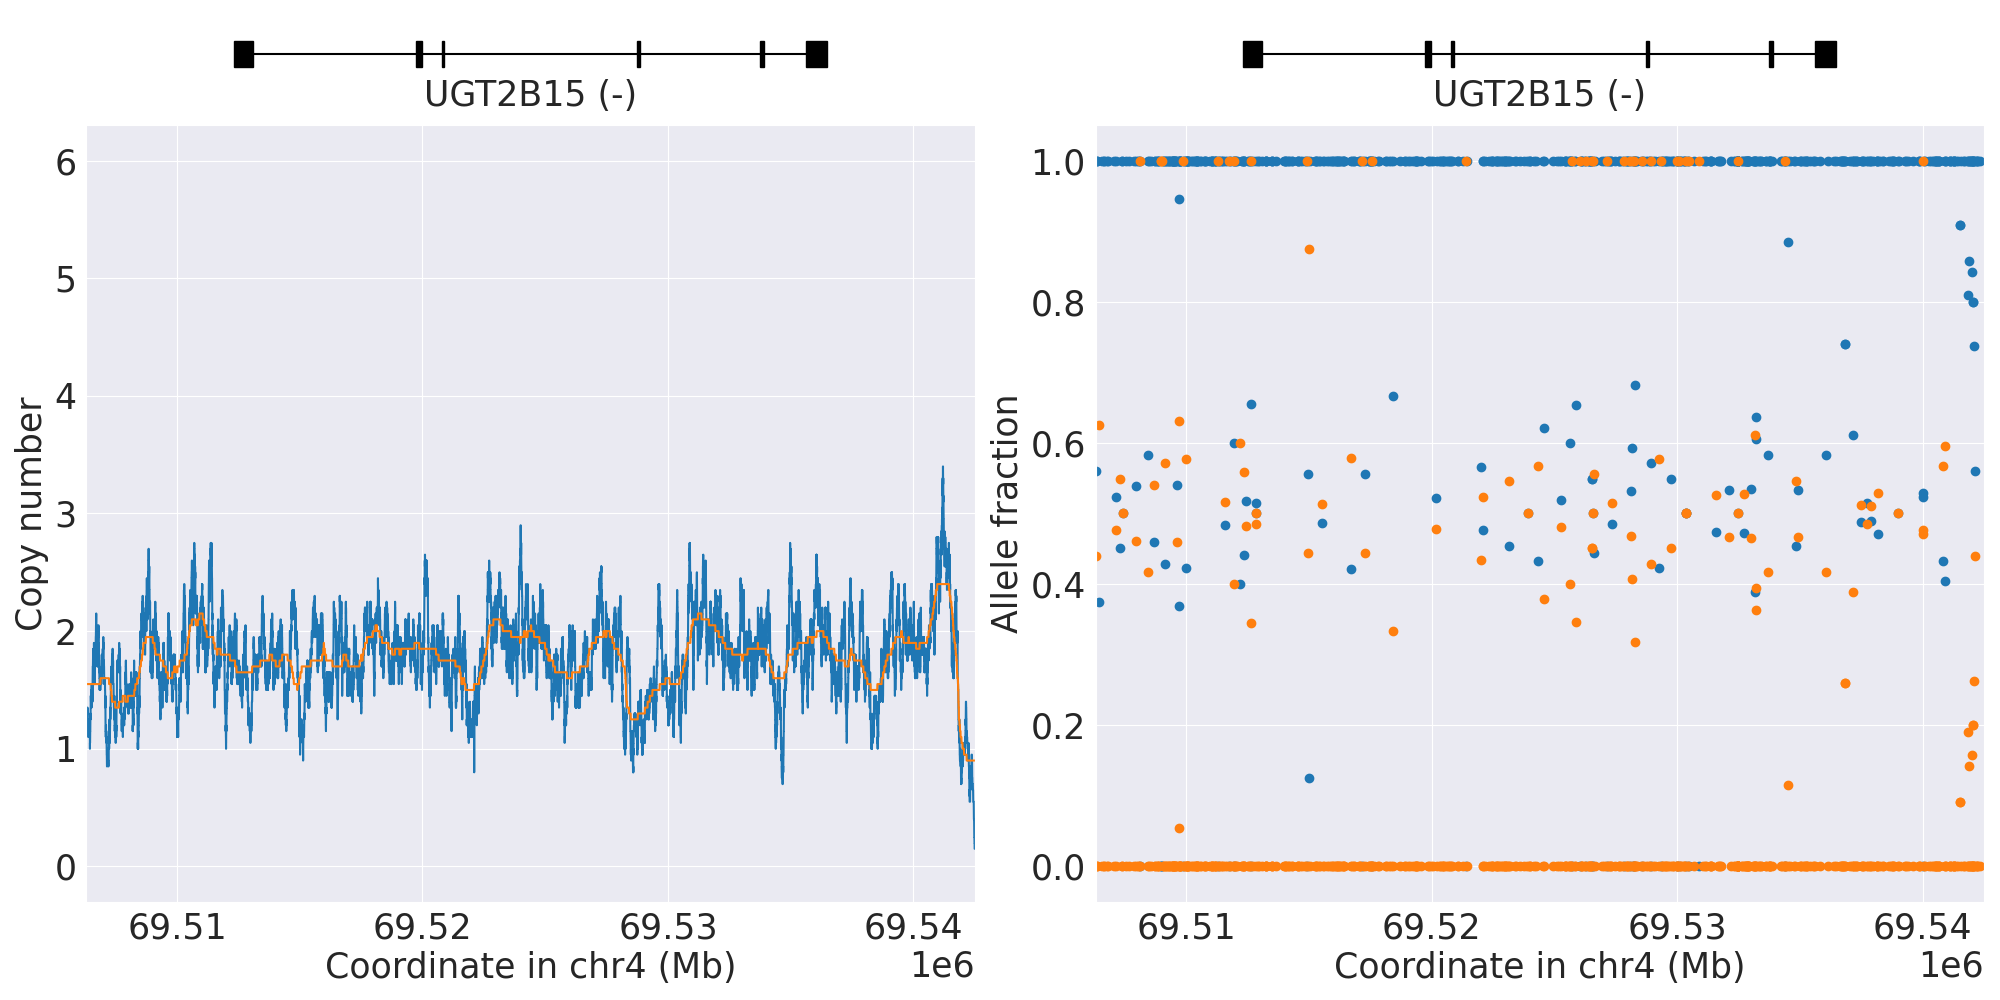 UGT2B15 (-)
6
5
4
3
2
1
0
Copy number
69.51 69.52 69.53 69.54
Coordinate in chr4 (Mb)
1e6
UGT2B15 (-)
1.0
0.8
0.6
0.4
0.2
0.0
Allele fraction
69.51 69.52 69.53 69.54
Coordinate in chr4 (Mb)
1e6